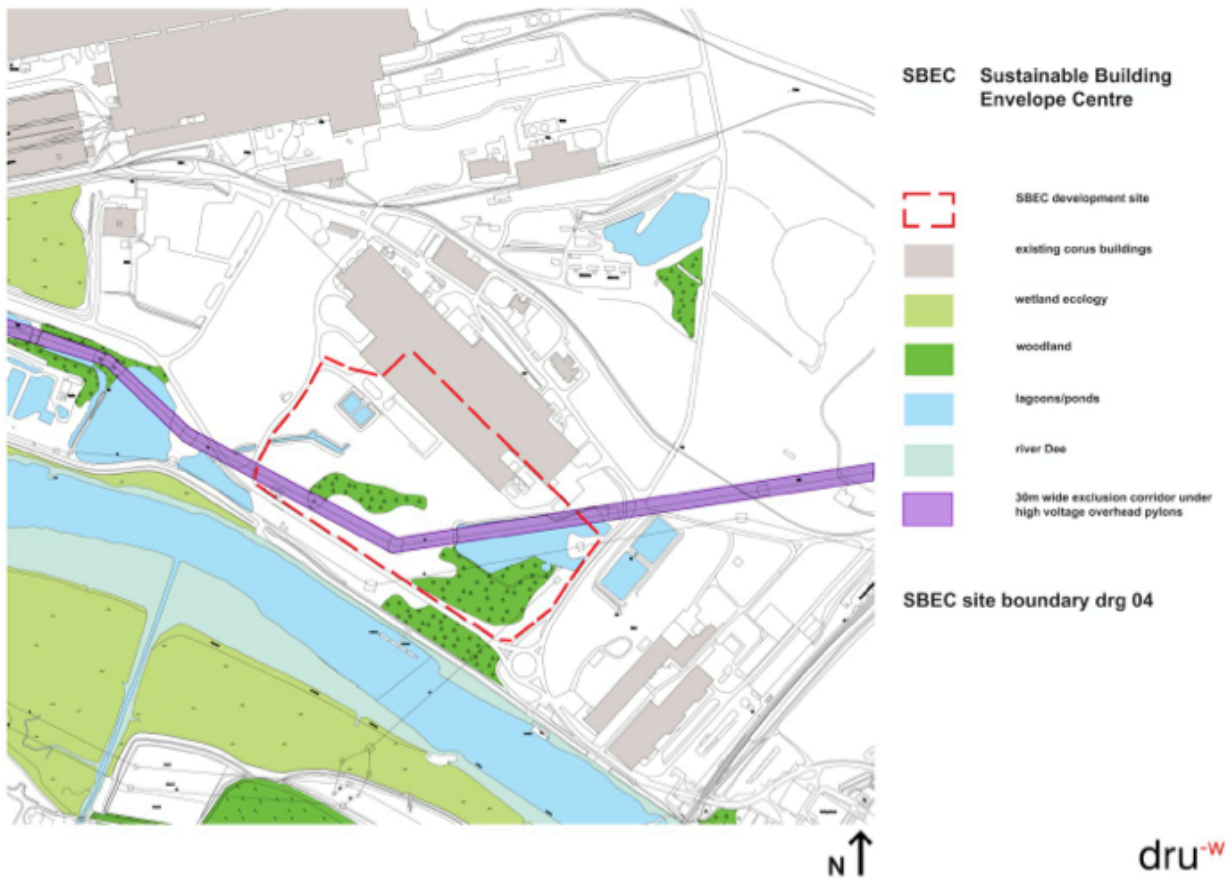 SBEC Sustainable Building
Envelope Centre
SBEC development site
existing corus buildings
wetland ecology
woodland
lagoons/ponds
river Dee
30m wide exclusion corridor under
high voltage overhead pylons
SBEC site boundary drg 04
N
dru-w